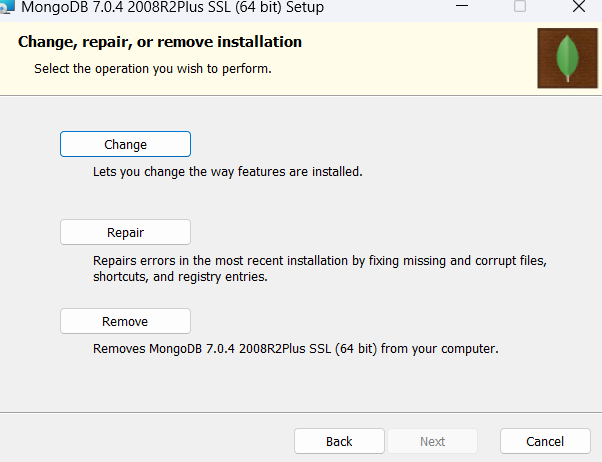 MongoDB 7.0.4 2008R2Plus SSL (64 bit) Setup
Change, repair, or remove installation
Select the operation you wish to perform.
Change
Lets you change the way features are installed.
Repair
Repairs errors in the most recent installation by fixing missing and corrupt files,
shortcuts, and registry entries.
Remove
Removes MongoDB 7.0.4 2008R2Plus SSL (64 bit) from your computer.
Back
Next
Cancel